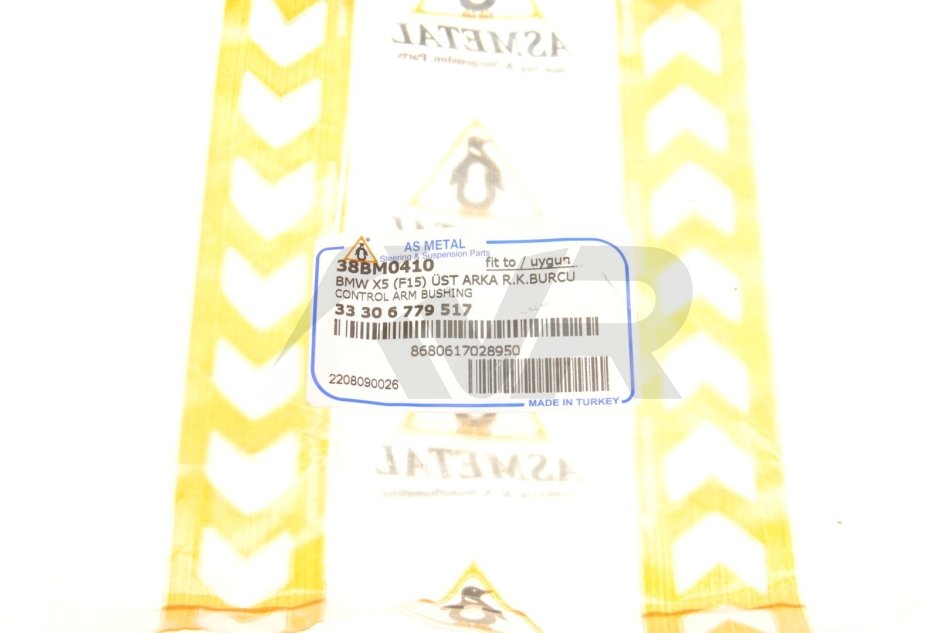 ASMETAL
AS METAL
Steering & Suspension Parts
38BM0410
fit to / uygun
BMW X5 (F15) ÜST ARKA R.K.BURCU
CONTROL ARM BUSHING
33 30 6 779 517
8680617028950
2208090026
MADE IN TURKEY
AVR
ASMETAL